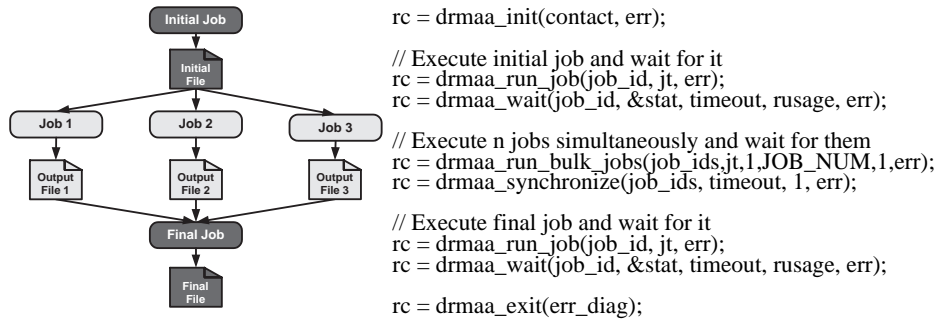 Initial Job
Initial
File
Job 1
Job 2
Job 3
Output
File 1
Output
File 2
Output
File 3
Final Job
Final
File
rc = drmaa_init(contact, err);
// Execute initial job and wait for it
rc = drmaa_run_job(job_id, jt, err);
rc = drmaa_wait(job_id, &stat, timeout, rusage, err);
// Execute n jobs simultaneously and wait for them
rc = drmaa_run_bulk_jobs(job_ids,jt,1,JOB_NUM,1,err);
rc = drmaa_synchronize(job_ids, timeout, 1, err);
// Execute final job and wait for it
rc = drmaa_run_job(job_id, jt, err);
rc = drmaa_wait(job_id, &stat, timeout, rusage, err);
rc = drmaa_exit(err_diag);